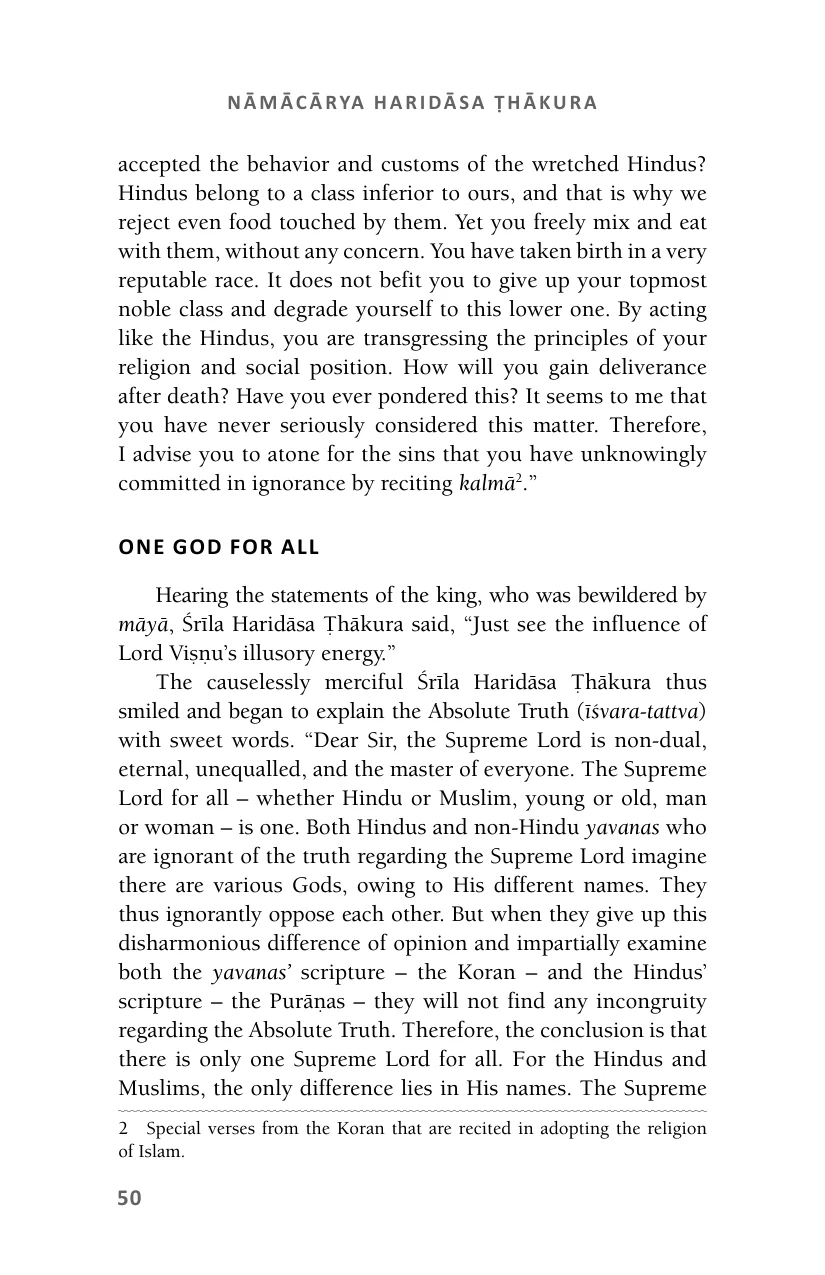 NĀMĀCĀRYA HARIDĀSA ṬHĀKURA
accepted the behavior and customs of the wretched Hindus?
Hindus belong to a class inferior to ours, and that is why we
reject even food touched by them. Yet you freely mix and eat
with them, without any concern. You have taken birth in a very
reputable race. It does not befit you to give up your topmost
noble class and degrade yourself to this lower one. By acting
like the Hindus, you are transgressing the principles of your
religion and social position. How will you gain deliverance
after death? Have you ever pondered this? It seems to me that
you have never seriously considered this matter. Therefore,
I advise you to atone for the sins that you have unknowingly
committed in ignorance by reciting kalmā².”
ONE GOD FOR ALL
Hearing the statements of the king, who was bewildered by
māyā, Śrīla Haridāsa Ṭhākura said, “Just see the influence of
Lord Viṣṇu’s illusory energy.”
The causelessly merciful Śrīla Haridāsa Ṭhākura thus
smiled and began to explain the Absolute Truth (īśvara-tattva)
with sweet words. “Dear Sir, the Supreme Lord is non-dual,
eternal, unequalled, and the master of everyone. The Supreme
Lord for all – whether Hindu or Muslim, young or old, man
or woman – is one. Both Hindus and non-Hindu yavanas who
are ignorant of the truth regarding the Supreme Lord imagine
there are various Gods, owing to His different names. They
thus ignorantly oppose each other. But when they give up this
disharmonious difference of opinion and impartially examine
both the yavanas’ scripture – the Koran – and the Hindus’
scripture – the Purāṇas – they will not find any incongruity
regarding the Absolute Truth. Therefore, the conclusion is that
there is only one Supreme Lord for all. For the Hindus and
Muslims, the only difference lies in His names. The Supreme
2 Special verses from the Koran that are recited in adopting the religion
of Islam.
50